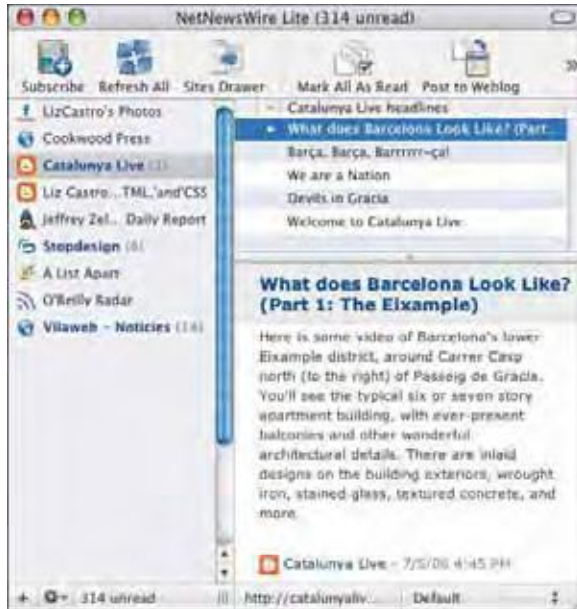 NetNewsWire Lite (314 unread)
Subscribe Refresh All Sites Drawer Mark All As Read Post to Weblog »
LizCastro's Photos
Cookwood Press
Catalunya Live
Liz Castro...TML,'and'CSS
Jeffrey Zel... Daily Report
Stopdesign (6)
A List Apart
O'Reilly Radar
Vilaweb - Noticies
Catalunya Live headlines
What does Barcelona Look Like? (Part...
Barça, Barça, Barrrrr-ça!
We are a Nation
Devils in Gracia
Welcome to Catalunya Live
What does Barcelona Look Like?
(Part 1: The Eixample)
Here is some video of Barcelona's lower
Eixample district, around Carrer Casp
north (to the right) of Passeig de Gracia.
You'll see the typical six or seven story
apartment building, with ever-present
balconies and other wonderful
architectural details. There are inlaid
designs on the building exteriors, wrought
iron, stained glass, textured concrete, and
more.
Catalunya Live - 7/5/06 4:45 PM
314 unread
http://catalunyaliv...
Default